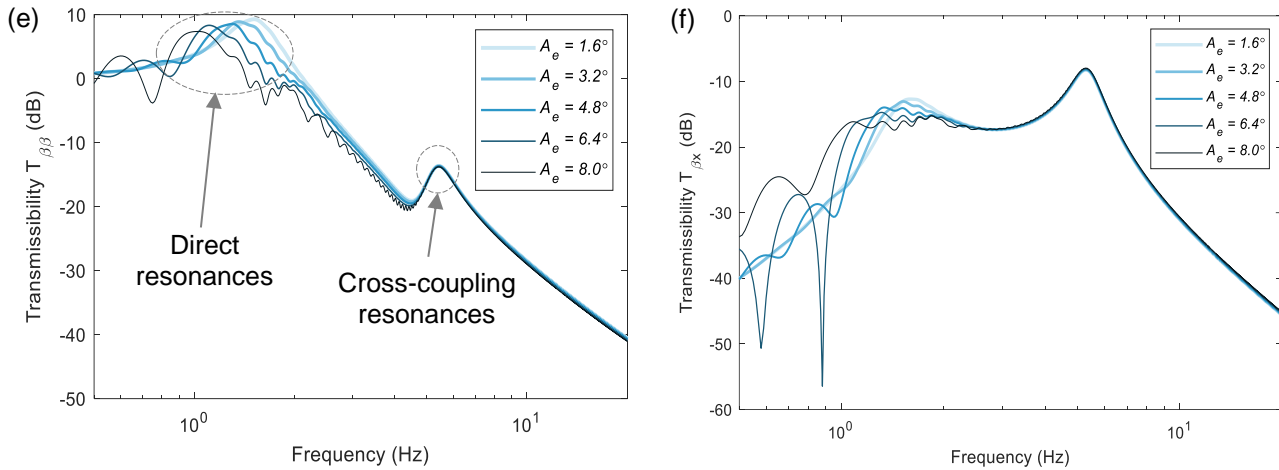 (e)
Transmissibility T_ββ (dB)
10
0
-10
-20
-30
-40
-50
10^0
10^1
Frequency (Hz)
A_e = 1.6°
A_e = 3.2°
A_e = 4.8°
A_e = 6.4°
A_e = 8.0°
Direct
resonances
Cross-coupling
resonances
(f)
Transmissibility T_βx (dB)
0
-10
-20
-30
-40
-50
-60
10^0
10^1
Frequency (Hz)
A_e = 1.6°
A_e = 3.2°
A_e = 4.8°
A_e = 6.4°
A_e = 8.0°